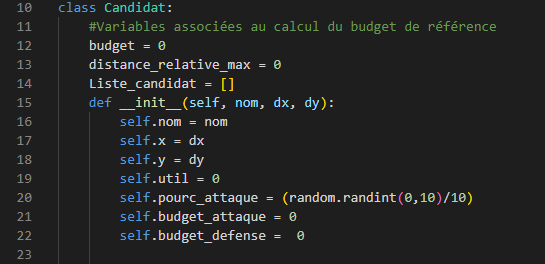 10 class Candidat:
11     #Variables associées au calcul du budget de référence
12     budget = 0
13     distance_relative_max = 0
14     Liste_candidat = []
15     def __init__(self, nom, dx, dy):
16         self.nom = nom
17         self.x = dx
18         self.y = dy
19         self.util = 0
20         self.pourc_attaque = (random.randint(0,10)/10)
21         self.budget_attaque = 0
22         self.budget_defense =  0
23